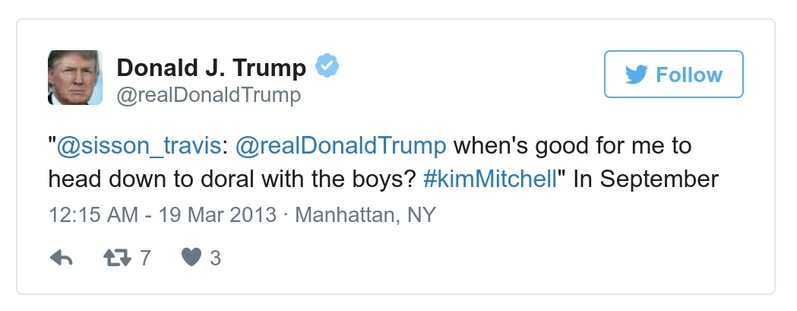 Donald J. Trump
@realDonaldTrump
Follow
"@sisson_travis: @realDonaldTrump when's good for me to
head down to doral with the boys? #kimMitchell" In September
12:15 AM - 19 Mar 2013 · Manhattan, NY
7 3